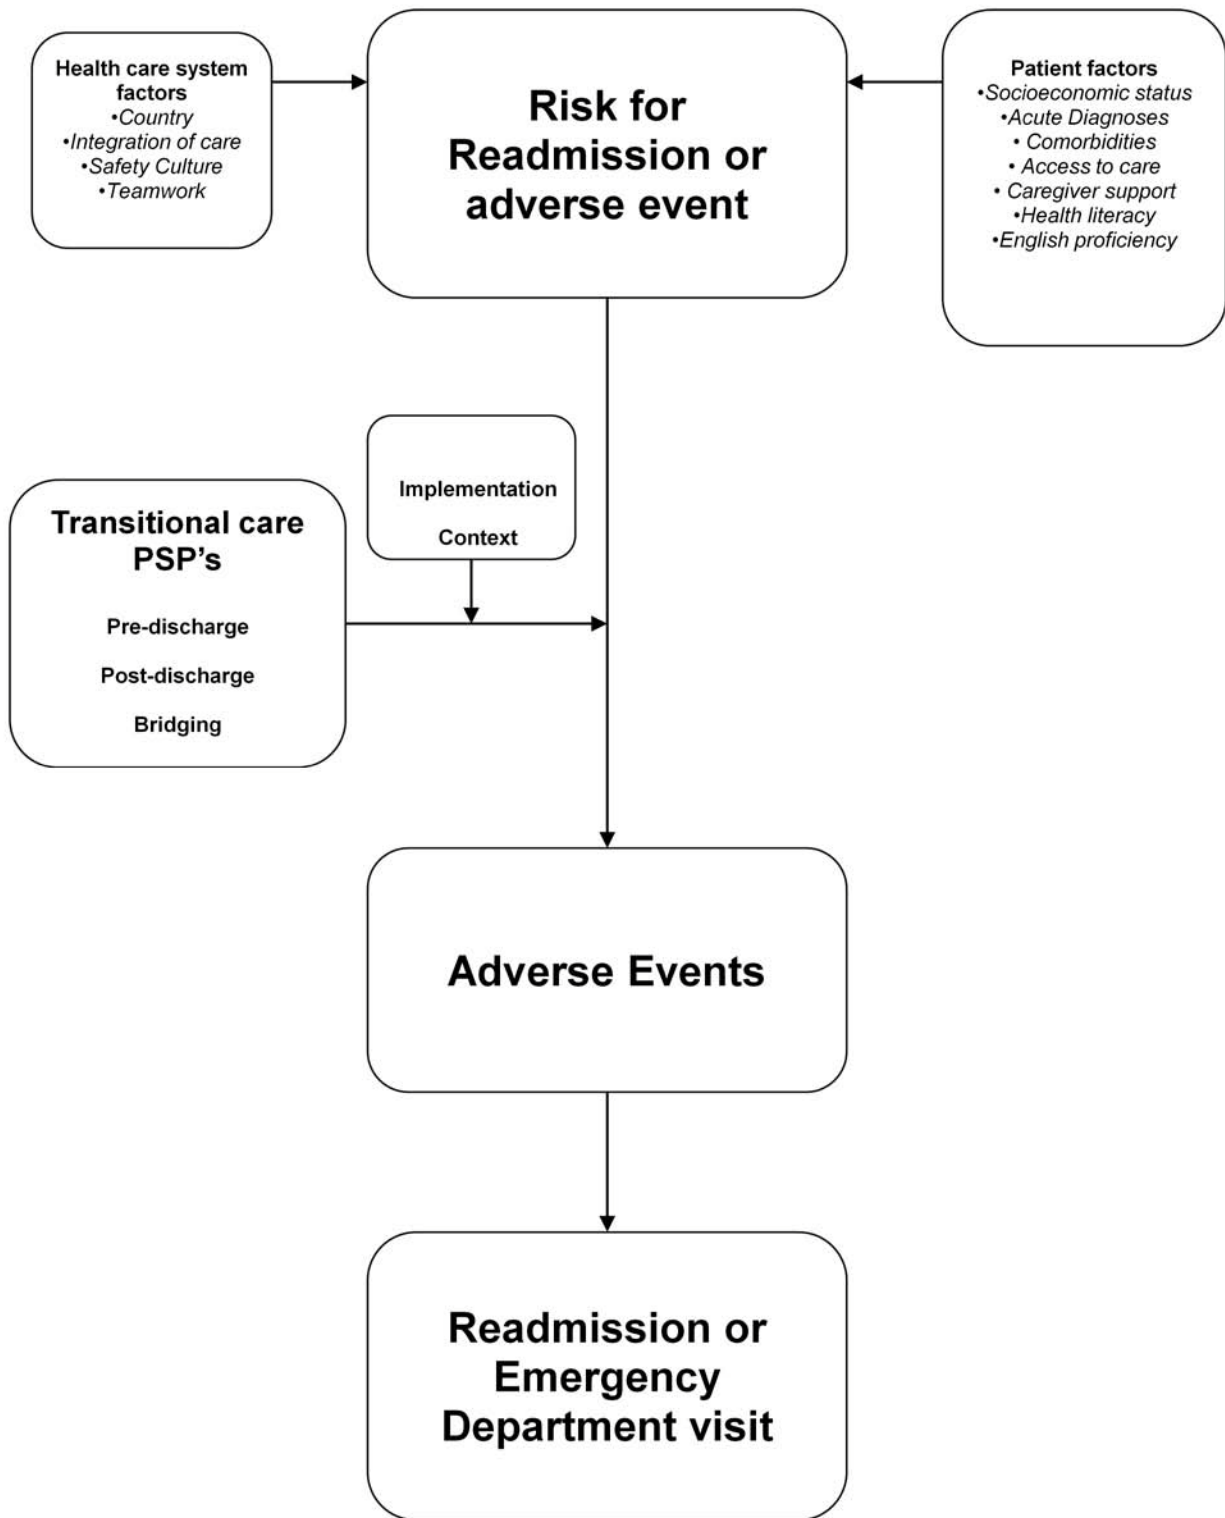 Health care system
factors
•Country
•Integration of care
•Safety Culture
•Teamwork
Risk for
Readmission or
adverse event
Patient factors
•Socioeconomic status
•Acute Diagnoses
• Comorbidities
• Access to care
• Caregiver support
•Health literacy
•English proficiency
Implementation
Context
Transitional care
PSP's
Pre-discharge
Post-discharge
Bridging
Adverse Events
Readmission or
Emergency
Department visit